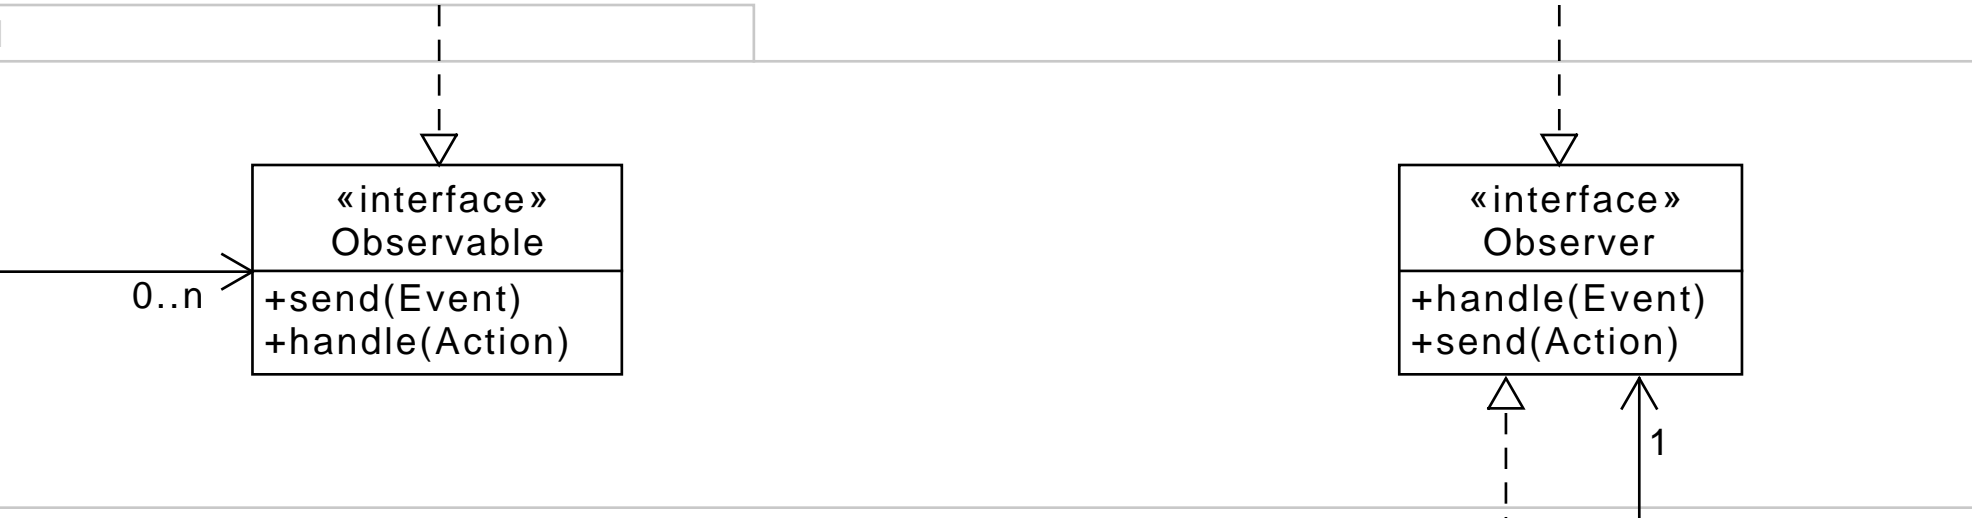 «interface»
Observable
0..n
+send(Event)
+handle(Action)
«interface»
Observer
+handle(Event)
+send(Action)
1